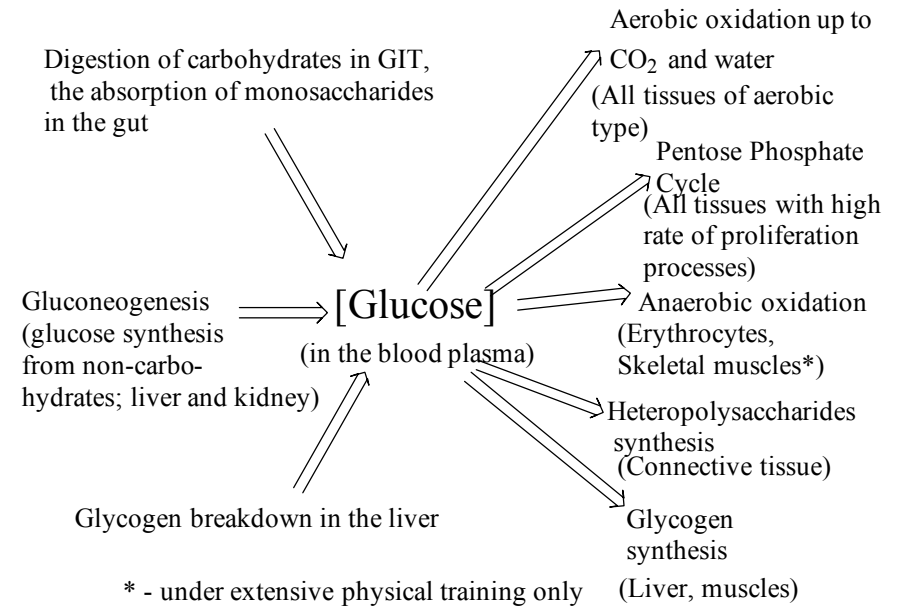 Digestion of carbohydrates in GIT,
the absorption of monosaccharides
in the gut
Gluconeogenesis
(glucose synthesis
from non-carbo-
hydrates; liver and kidney)
Glycogen breakdown in the liver
[Glucose]
(in the blood plasma)
Aerobic oxidation up to
CO₂ and water
(All tissues of aerobic
type)
Pentose Phosphate
Cycle
(All tissues with high
rate of proliferation
processes)
Anaerobic oxidation
(Erythrocytes,
Skeletal muscles*)
Heteropolysaccharides
synthesis
(Connective tissue)
Glycogen
synthesis
(Liver, muscles)
* - under extensive physical training only